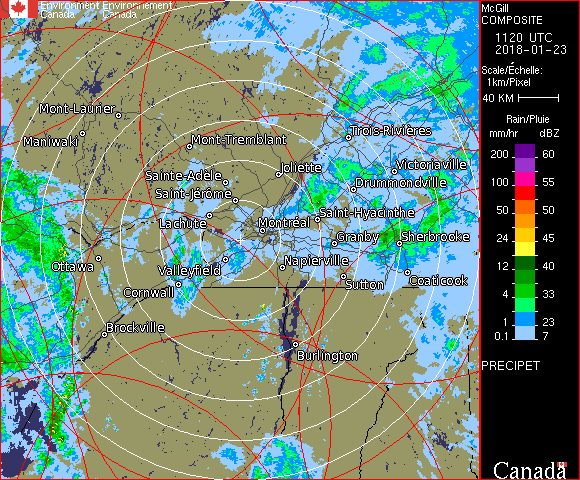 Environment Environnement
Canada Canada
McGill
COMPOSITE
1120 UTC
2018-01-23
Scale/Échelle:
1km/Pixel
40 KM
Rain/Pluie
mm/hr dBZ
200 60
100 55
50 50
24 45
12 40
4 33
1 23
0.1 7
PRECIPET
Canada
Mont-Laurier
Maniwaki
Mont-Tremblant
Trois-Rivières
Sainte-Adèle
Joliette
Victoriaville
Saint-Jérôme
Drummondville
Lachute
Montréal
Saint-Hyacinthe
Granby
Sherbrooke
Ottawa
Valleyfield
Napierville
Cornwall
Sutton
Coaticook
Brockville
Burlington